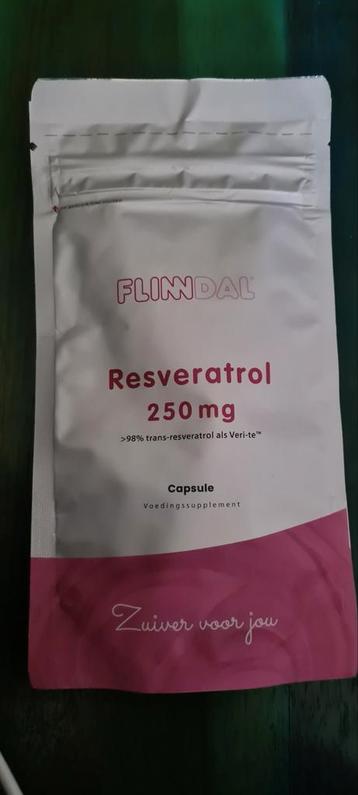 FLINNDAL®
Resveratrol
250 mg
>98% trans-resveratrol als Veri-te™
Capsule
Voedingssupplement
Zuiver voor jou